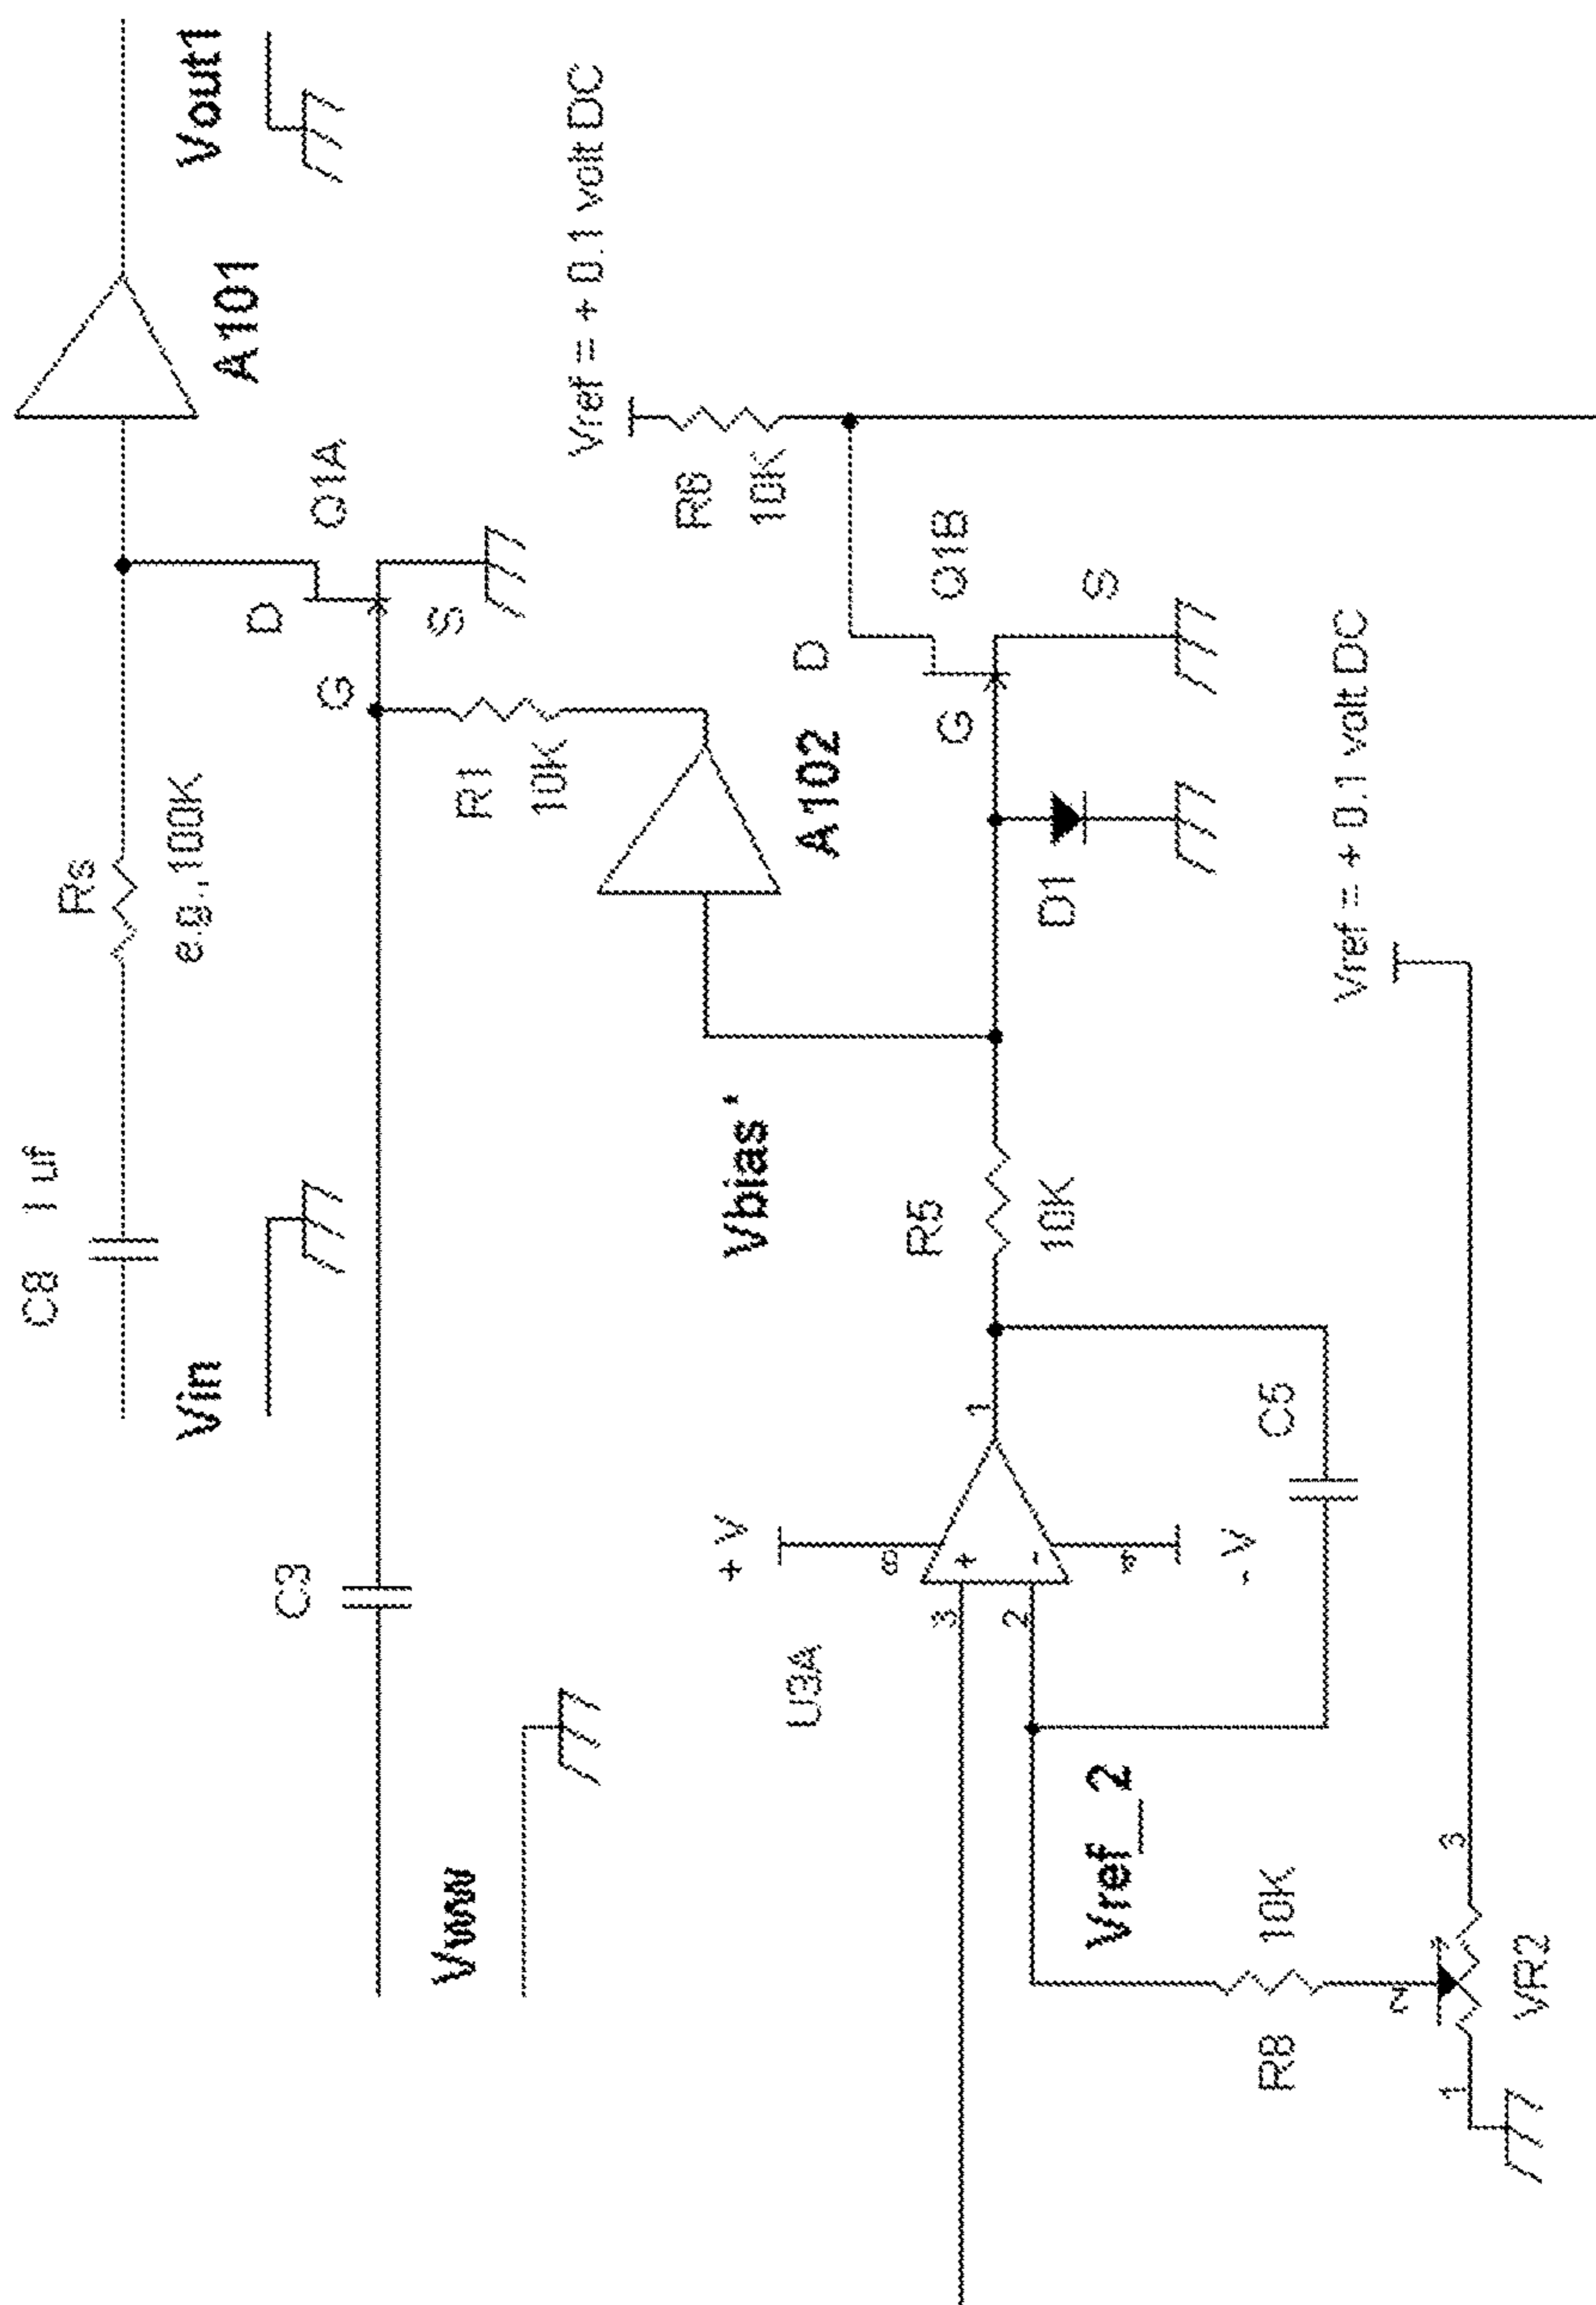 C8 1 uf
Rs
e.g.,100K
Vin
A101
Vout1
D
Q1A
G
S
C3
R1
10K
Vww
A102
Vref = + 0.1 volt DC
R6
10K
Vbias'
D
Q1B
G
S
D1
R5
10K
+ V
8
U3A
3
+
2
-
1
4
- V
C5
Vref_2
Vref = + 0.1 volt DC
R8
10K
2
1
3
VR2